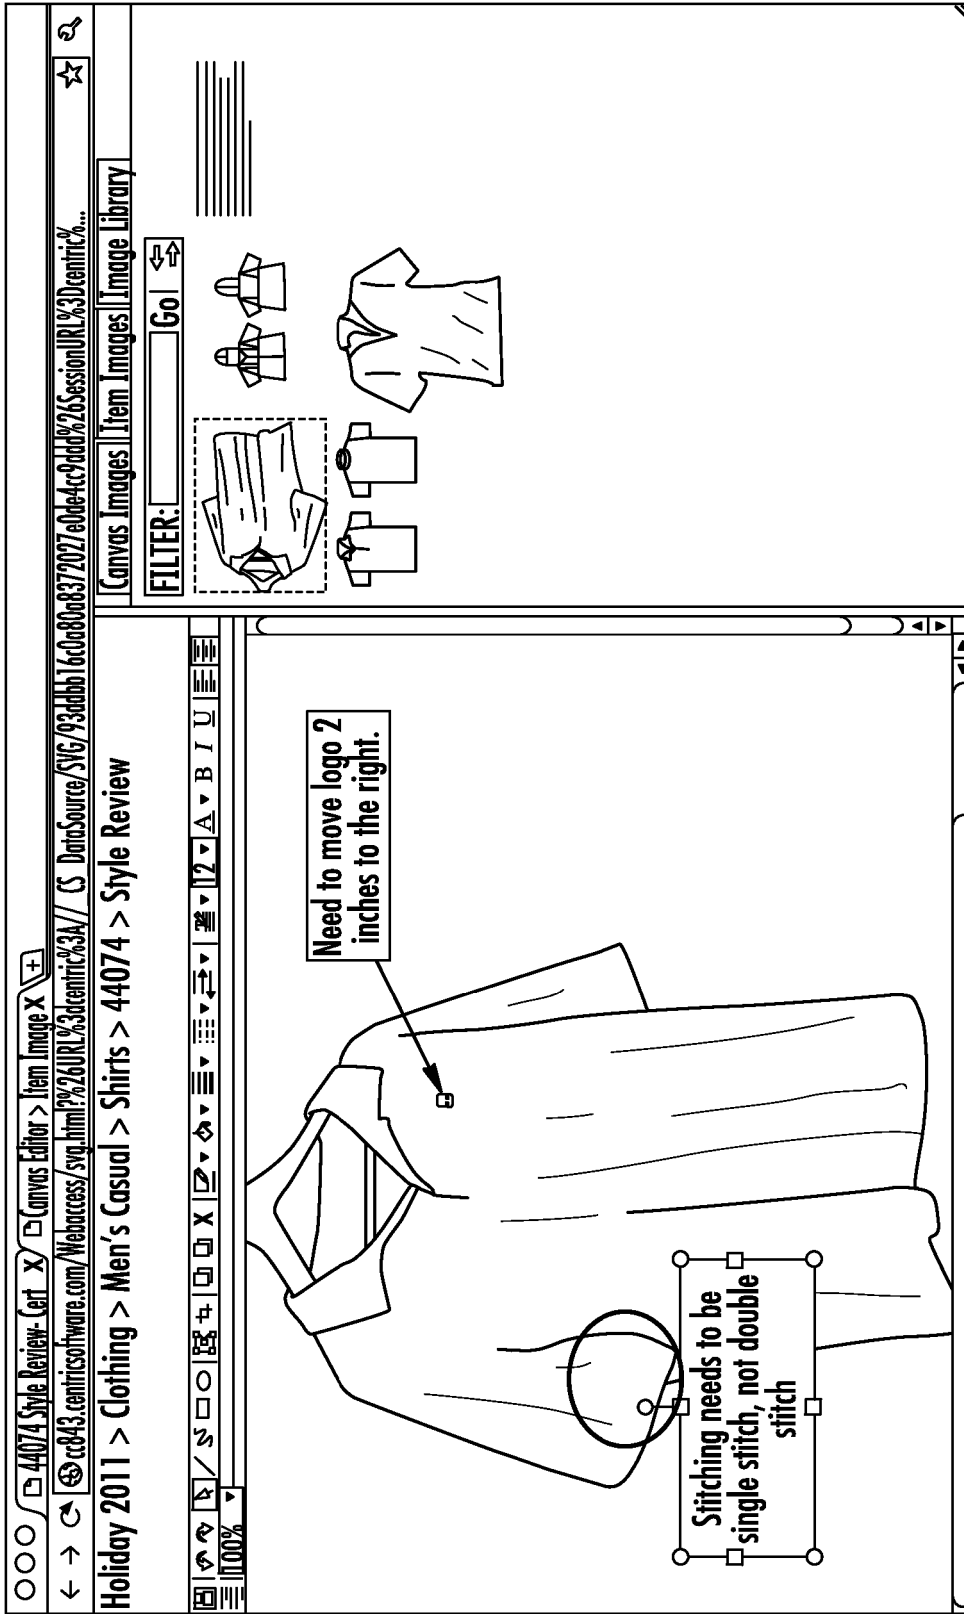 44074 Style Review- Cert X
Canvas Editor > Item Image X
+
cc843.centricsoftware.com/Webaccess/svg.html?%26URL%3dcentric%3A//_CS_DataSource/SVG/93ddbb16c0a80a8372027e0de4cc9ddd%26SessionURL%3Dcentric%...
Holiday 2011 > Clothing > Men's Casual > Shirts > 44074 > Style Review
X
12
A
B I U
100%
Need to move logo 2
inches to the right.
Stitching needs to be
single stitch, not double
stitch
Canvas Images
Item Images
Image Library
FILTER:
Go